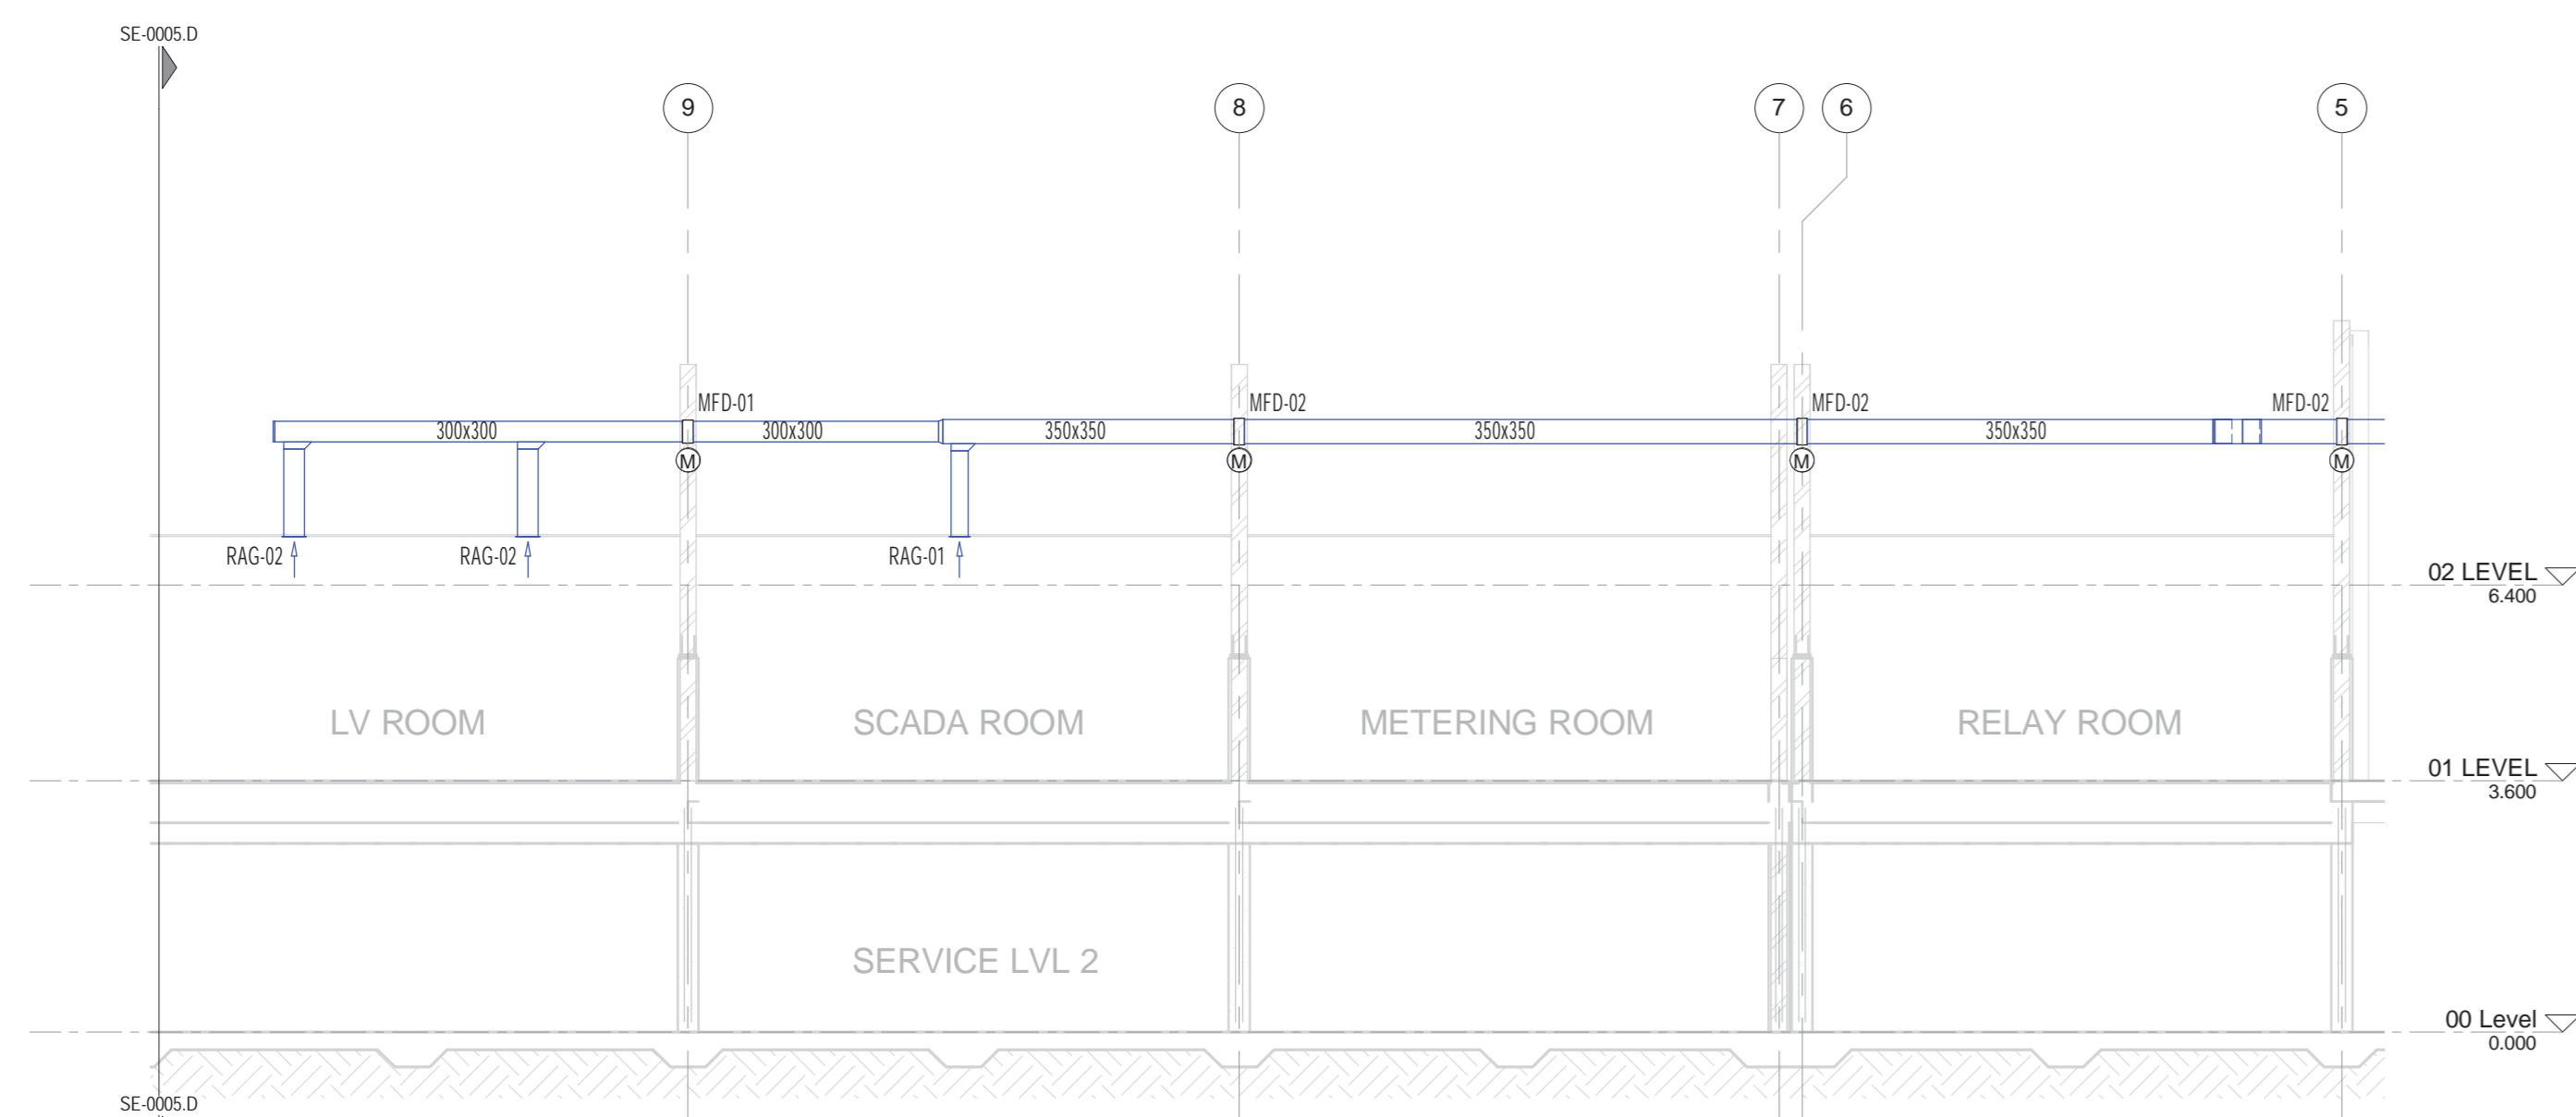 SE-0005.D
9
8
7
6
5
MFD-01
MFD-02
MFD-02
MFD-02
300x300
300x300
350x350
350x350
350x350
M
M
M
M
RAG-02
RAG-02
RAG-01
02 LEVEL
6.400
LV ROOM
SCADA ROOM
METERING ROOM
RELAY ROOM
01 LEVEL
3.600
SERVICE LVL 2
00 Level
0.000
SE-0005.D